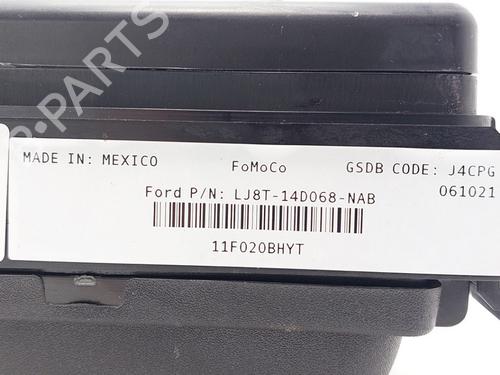 B-PARTS
MADE IN: MEXICO FoMoCo GSDB CODE: J4CPG
061021
Ford P/N: LJ8T-14D068-NAB
11F020BHYT